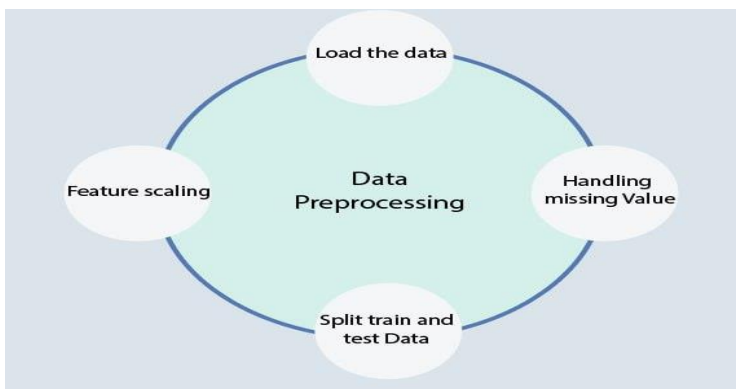 Load the data
Feature scaling
Data
Preprocessing
Handling
missing Value
Split train and
test Data